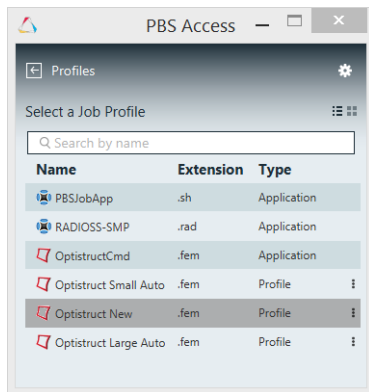 PBS Access
Profiles
Select a Job Profile
Search by name
Name Extension Type
PBSJobApp .sh Application
RADIOSS-SMP .rad Application
OptistructCmd .fem Application
Optistruct Small Auto .fem Profile
Optistruct New .fem Profile
Optistruct Large Auto .fem Profile